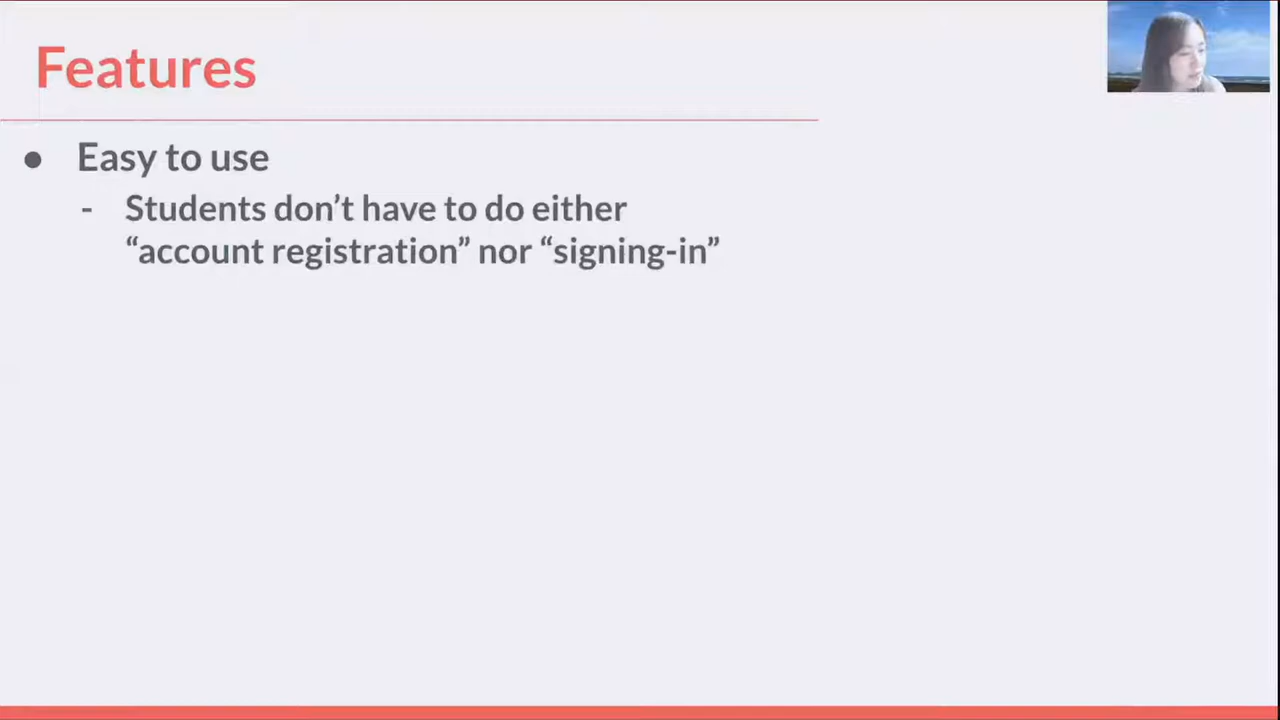 Features
● Easy to use
- Students don’t have to do either
“account registration” nor “signing-in”